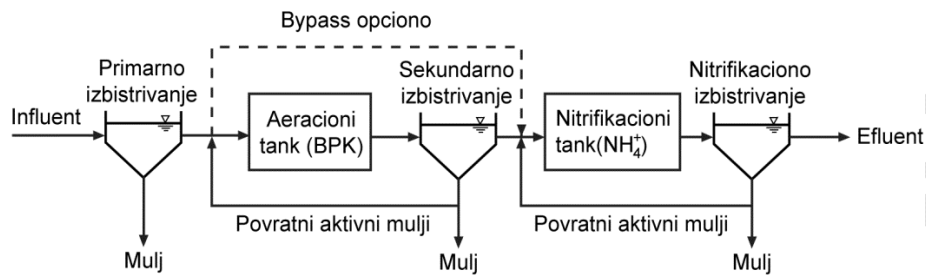 Bypass opciono
Primarno
izbistrivanje
Sekundarno
izbistrivanje
Nitrifikaciono
izbistrivanje
Influent
Aeracioni
tank (BPK)
Nitrifikacioni
tank(NH₄⁺)
Efluent
Povratni aktivni mulji
Povratni aktivni mulji
Mulj
Mulj
Mulj